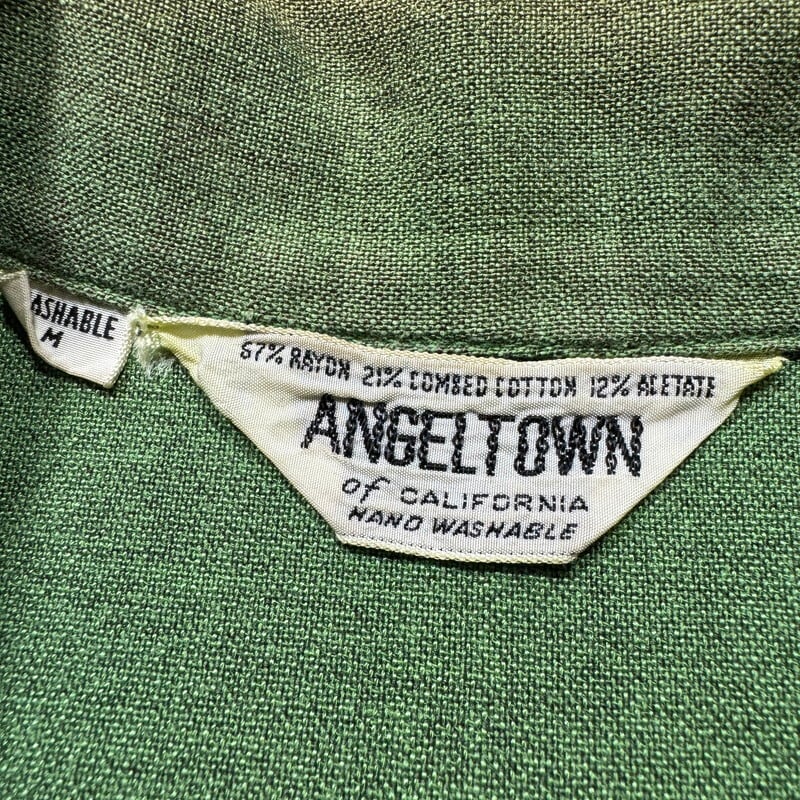 ASHABLE
M
67% RAYON 21% COMBED COTTON 12% ACETATE
ANGELTOWN
of CALIFORNIA
HAND WASHABLE